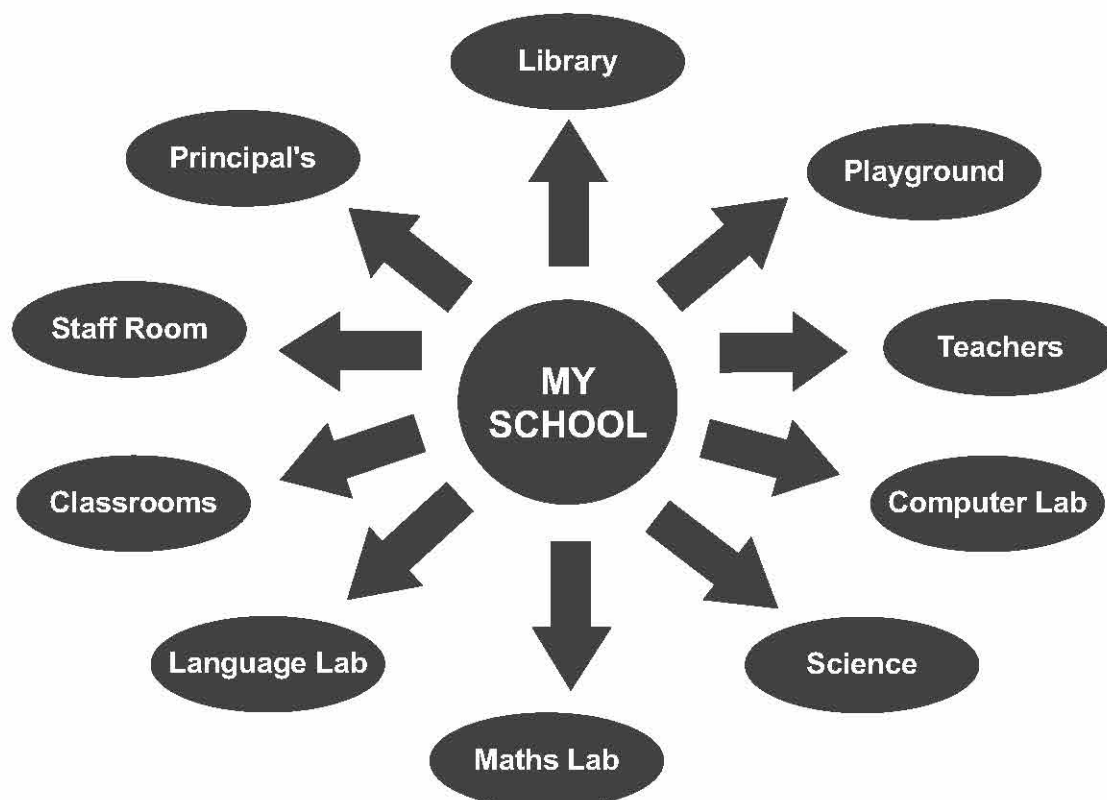 Library
Principal's
Playground
Staff Room
Teachers
MY
SCHOOL
Classrooms
Computer Lab
Language Lab
Science
Maths Lab